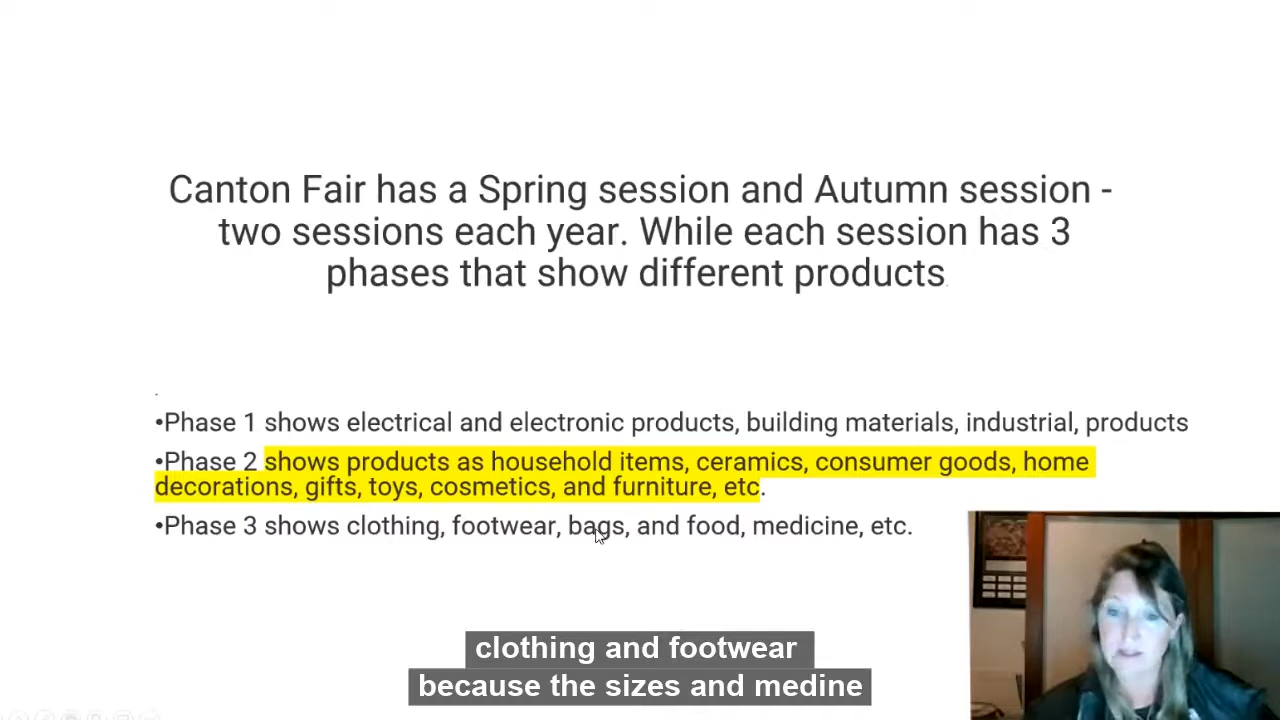 Canton Fair has a Spring session and Autumn session -
two sessions each year. While each session has 3
phases that show different products.
.
•Phase 1 shows electrical and electronic products, building materials, industrial, products
•Phase 2 shows products as household items, ceramics, consumer goods, home
decorations, gifts, toys, cosmetics, and furniture, etc.
•Phase 3 shows clothing, footwear, bags, and food, medicine, etc.
clothing and footwear
because the sizes and medine